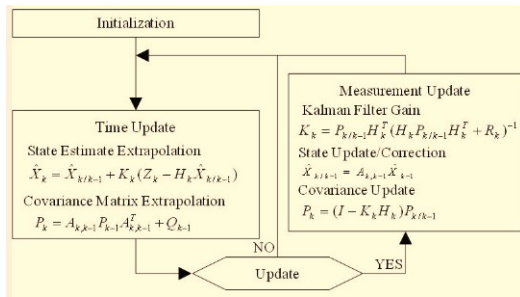 Initialization
Time Update
State Estimate Extrapolation
X̂_k = X̂_{k/k-1} + K_k(Z_k − H_k X̂_{k/k-1})
Covariance Matrix Extrapolation
P_k = A_{k,k-1} P_{k-1} A^T_{k,k-1} + Q_{k-1}
Measurement Update
Kalman Filter Gain
K_k = P_{k/k-1} H_k^T (H_k P_{k/k-1} H_k^T + R_k)^{-1}
State Update/Correction
X̂_{k/k-1} = A_{k,k-1} X̂_{k-1}
Covariance Update
P_k = (I − K_k H_k) P_{k/k-1}
NO
Update
YES